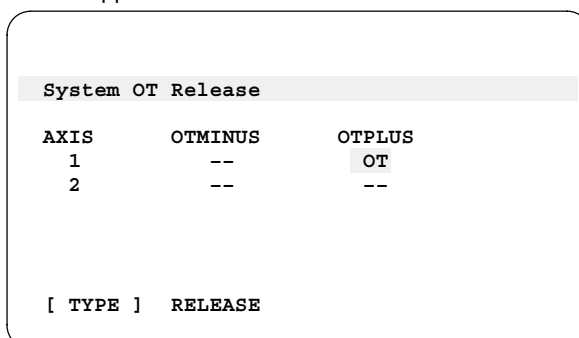 System OT Release
AXIS OTMINUS OTPLUS
1 -- OT
2 -- --
[ TYPE ] RELEASE